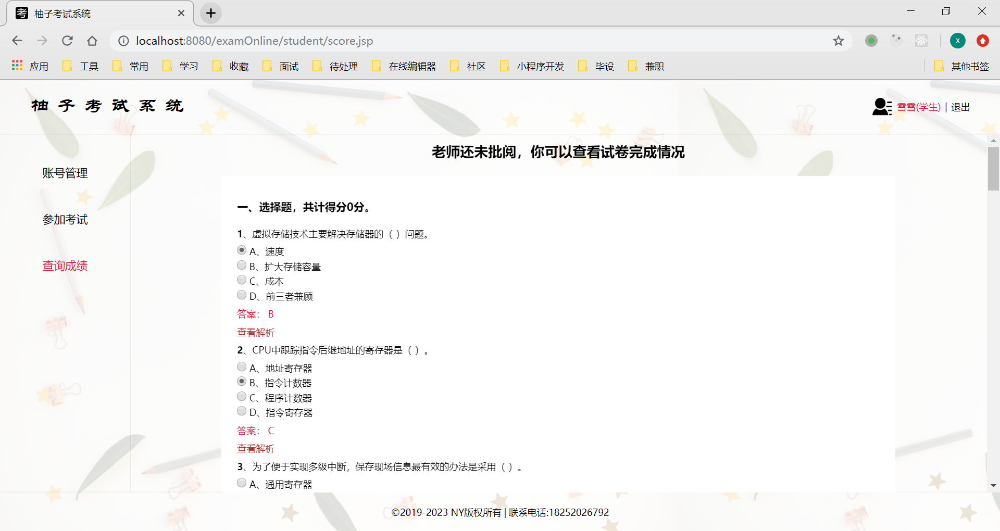 考 柚子考试系统
localhost:8080/examOnline/student/score.jsp
X
应用 工具 常用 学习 收藏 面试 待处理 在线编辑器 社区 小程序开发 毕设 兼职 其他书签
柚子考试系统
雪雪(学生) | 退出
老师还未批阅，你可以查看试卷完成情况
账号管理
参加考试
查询成绩
一、选择题，共计得分0分。
1、虚拟存储技术主要解决存储器的（ ）问题。
A、速度
B、扩大存储容量
C、成本
D、前三者兼顾
答案： B
查看解析
2、CPU中跟踪指令后继地址的寄存器是（ ）。
A、地址寄存器
B、指令计数器
C、程序计数器
D、指令寄存器
答案： C
查看解析
3、为了便于实现多级中断，保存现场信息最有效的办法是采用（ ）。
A、通用寄存器
©2019-2023 NY版权所有 | 联系电话:18252026792